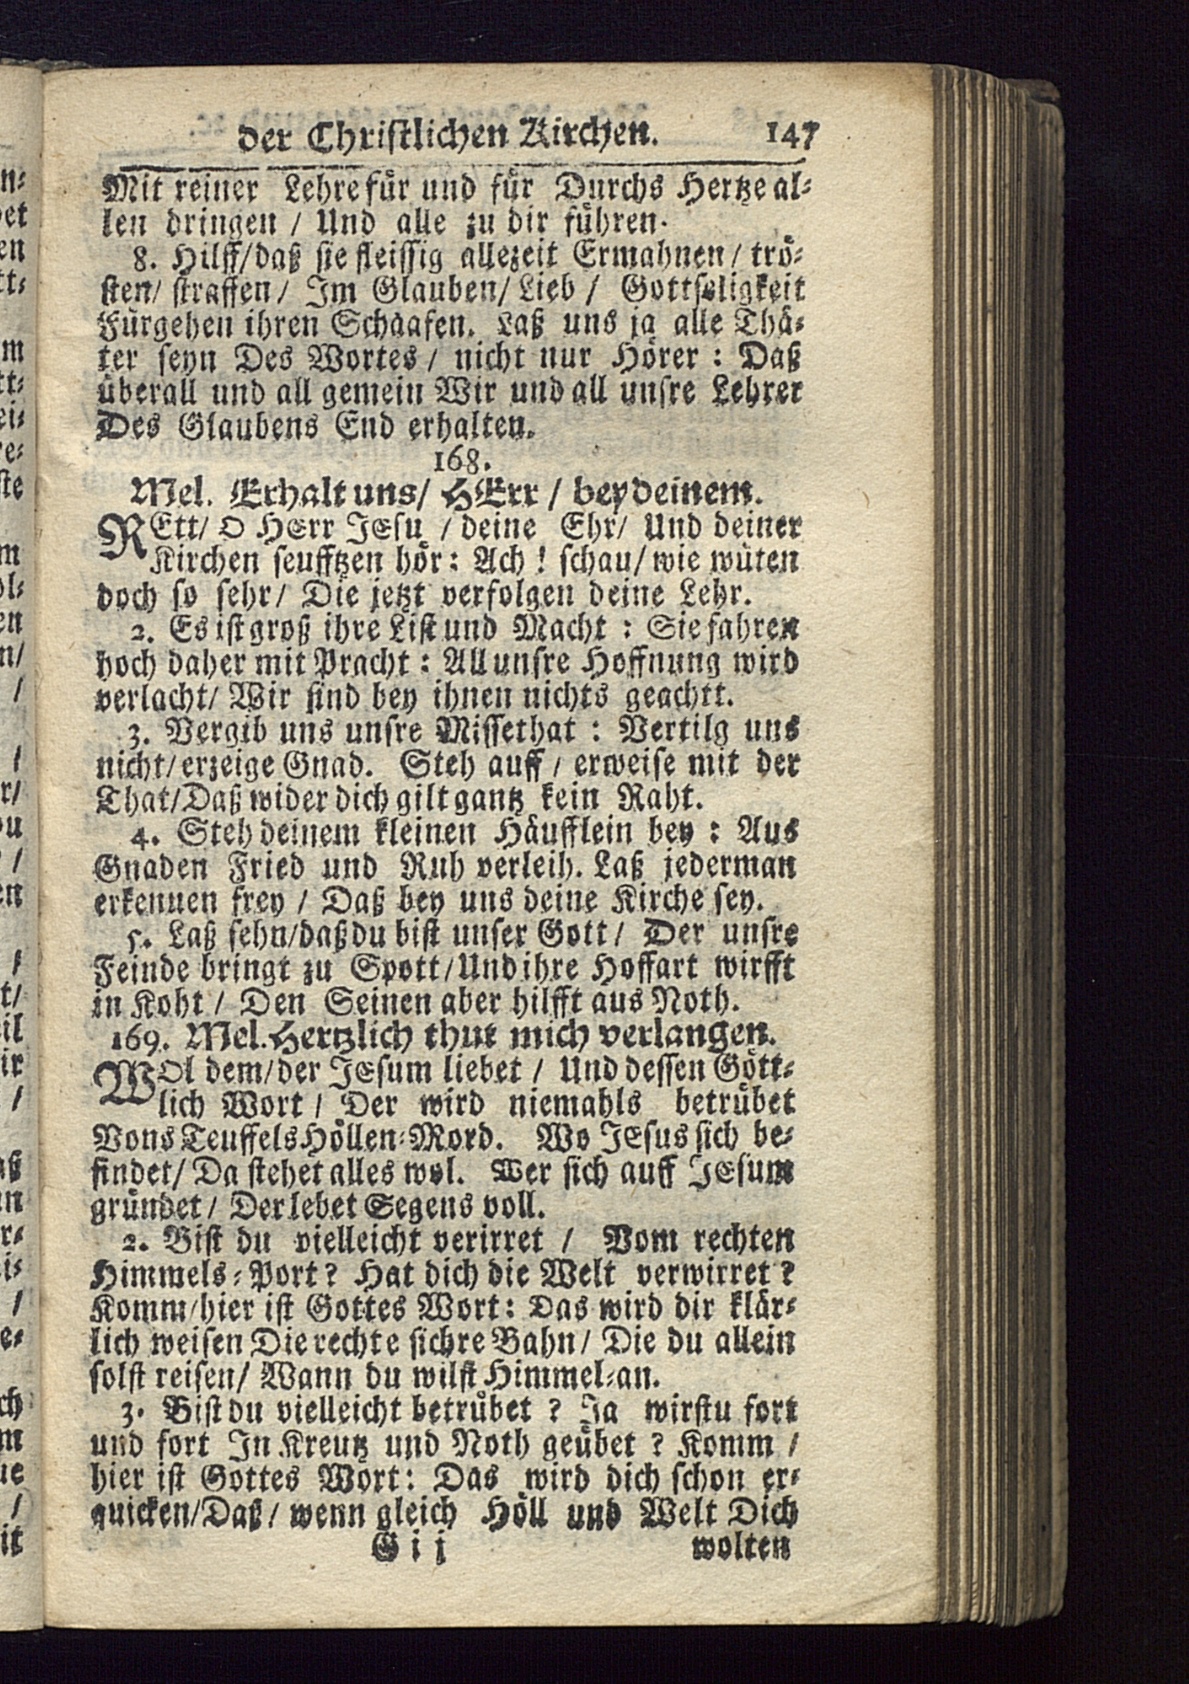 der Christlichen Kirchen. 147
Mit reiner Lehre für und für Durchs Hertze al-
len dringen / Und alle zu dir führen.
8. Hilff/daß sie fleissig allezeit Ermahnen / trö-
sten/ straffen / Im Glauben/ Lieb / Gottseligkeit
Fürgehen ihren Schaafen. Laß uns ja alle Thä-
ter seyn Des Wortes / nicht nur Hörer : Daß
überall und all gemein Wir und all unsre Lehrer
Des Glaubens End erhalten.
168.
Mel. Erhalt uns/ HErr / bey deinem.
REtt/ O HErr JEsu / deine Ehr/ Und deiner
Kirchen seufftzen hör: Ach ! schau/ wie wüten
doch so sehr/ Die jetzt verfolgen deine Lehr.
2. Es ist groß ihre List und Macht : Sie fahren
hoch daher mit Pracht : All unsre Hoffnung wird
verlacht/ Wir sind bey ihnen nichts geachtt.
3. Vergib uns unsre Missethat : Vertilg uns
nicht/ erzeige Gnad. Steh auff / erweise mit der
That/Daß wider dich gilt gantz kein Raht.
4. Steh deinem kleinen Häufflein bey : Aus
Gnaden Fried und Ruh verleih. Laß jederman
erkenuen frey / Daß bey uns deine Kirche sey.
5. Laß sehn/daß du bist unser Gott/ Der unsre
Feinde bringt zu Spott/Und ihre Hoffart wirfft
in Koht / Den Seinen aber hilfft aus Noth.
169. Mel. Hertzlich thut mich verlangen.
WOl dem/der JEsum liebet / Und dessen Gött-
lich Wort / Der wird niemahls betrübet
Vons Teuffels Höllen-Mord. Wo JEsus sich be-
findet/ Da stehet alles wol. Wer sich auff JEsum
gründet / Der lebet Segens voll.
2. Bist du vielleicht verirret / Vom rechten
Himmels-Port? Hat dich die Welt verwirret?
Komm/hier ist Gottes Wort: Das wird dir klär-
lich weisen Die rechte sichre Bahn/ Die du allein
solst reisen/ Wann du wilst Himmel-an.
3. Bist du vielleicht betrübet ? Ja wirstu fort
und fort In Kreutz und Noth geübet ? Komm /
hier ist Gottes Wort: Das wird dich schon er-
quicken/Daß/ wenn gleich Höll und Welt Dich
G i j wolten